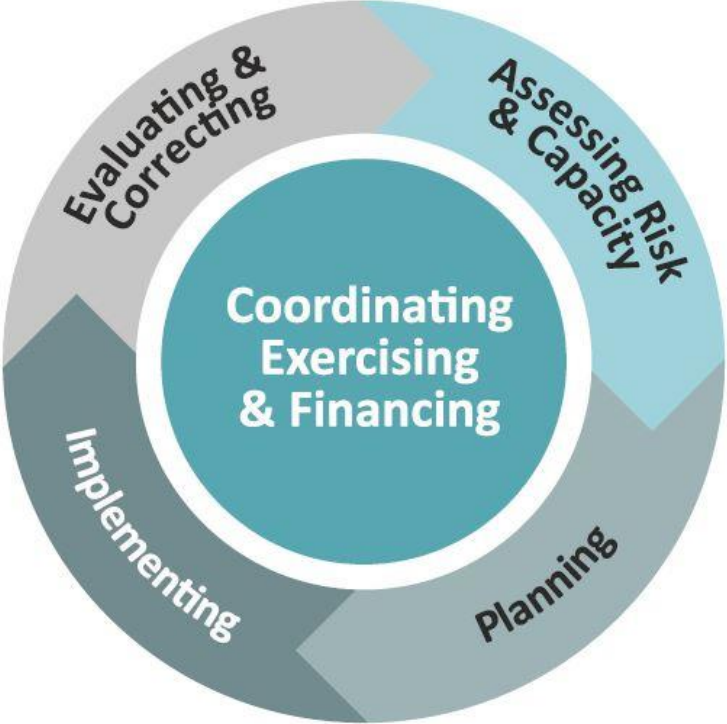 Evaluating &
Correcting
Assessing Risk
& Capacity
Coordinating
Exercising
& Financing
Implementing
Planning